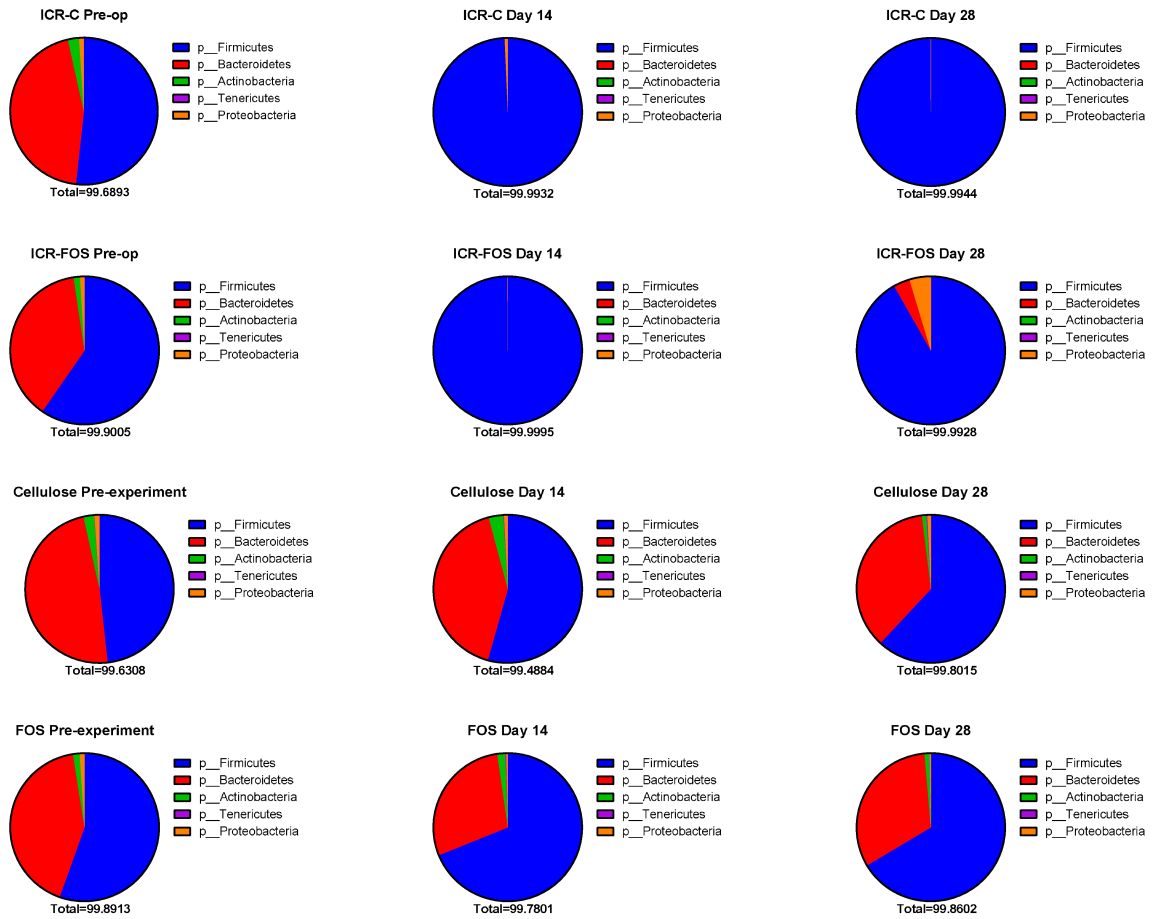 ICR-C Pre-op
p__Firmicutes
p__Bacteroidetes
p__Actinobacteria
p__Tenericutes
p__Proteobacteria
Total=99.6893
ICR-C Day 14
p__Firmicutes
p__Bacteroidetes
p__Actinobacteria
p__Tenericutes
p__Proteobacteria
Total=99.9932
ICR-C Day 28
p__Firmicutes
p__Bacteroidetes
p__Actinobacteria
p__Tenericutes
p__Proteobacteria
Total=99.9944
ICR-FOS Pre-op
p__Firmicutes
p__Bacteroidetes
p__Actinobacteria
p__Tenericutes
p__Proteobacteria
Total=99.9005
ICR-FOS Day 14
p__Firmicutes
p__Bacteroidetes
p__Actinobacteria
p__Tenericutes
p__Proteobacteria
Total=99.9995
ICR-FOS Day 28
p__Firmicutes
p__Bacteroidetes
p__Actinobacteria
p__Tenericutes
p__Proteobacteria
Total=99.9928
Cellulose Pre-experiment
p__Firmicutes
p__Bacteroidetes
p__Actinobacteria
p__Tenericutes
p__Proteobacteria
Total=99.6308
Cellulose Day 14
p__Firmicutes
p__Bacteroidetes
p__Actinobacteria
p__Tenericutes
p__Proteobacteria
Total=99.4884
Cellulose Day 28
p__Firmicutes
p__Bacteroidetes
p__Actinobacteria
p__Tenericutes
p__Proteobacteria
Total=99.8015
FOS Pre-experiment
p__Firmicutes
p__Bacteroidetes
p__Actinobacteria
p__Tenericutes
p__Proteobacteria
Total=99.8913
FOS Day 14
p__Firmicutes
p__Bacteroidetes
p__Actinobacteria
p__Tenericutes
p__Proteobacteria
Total=99.7801
FOS Day 28
p__Firmicutes
p__Bacteroidetes
p__Actinobacteria
p__Tenericutes
p__Proteobacteria
Total=99.8602